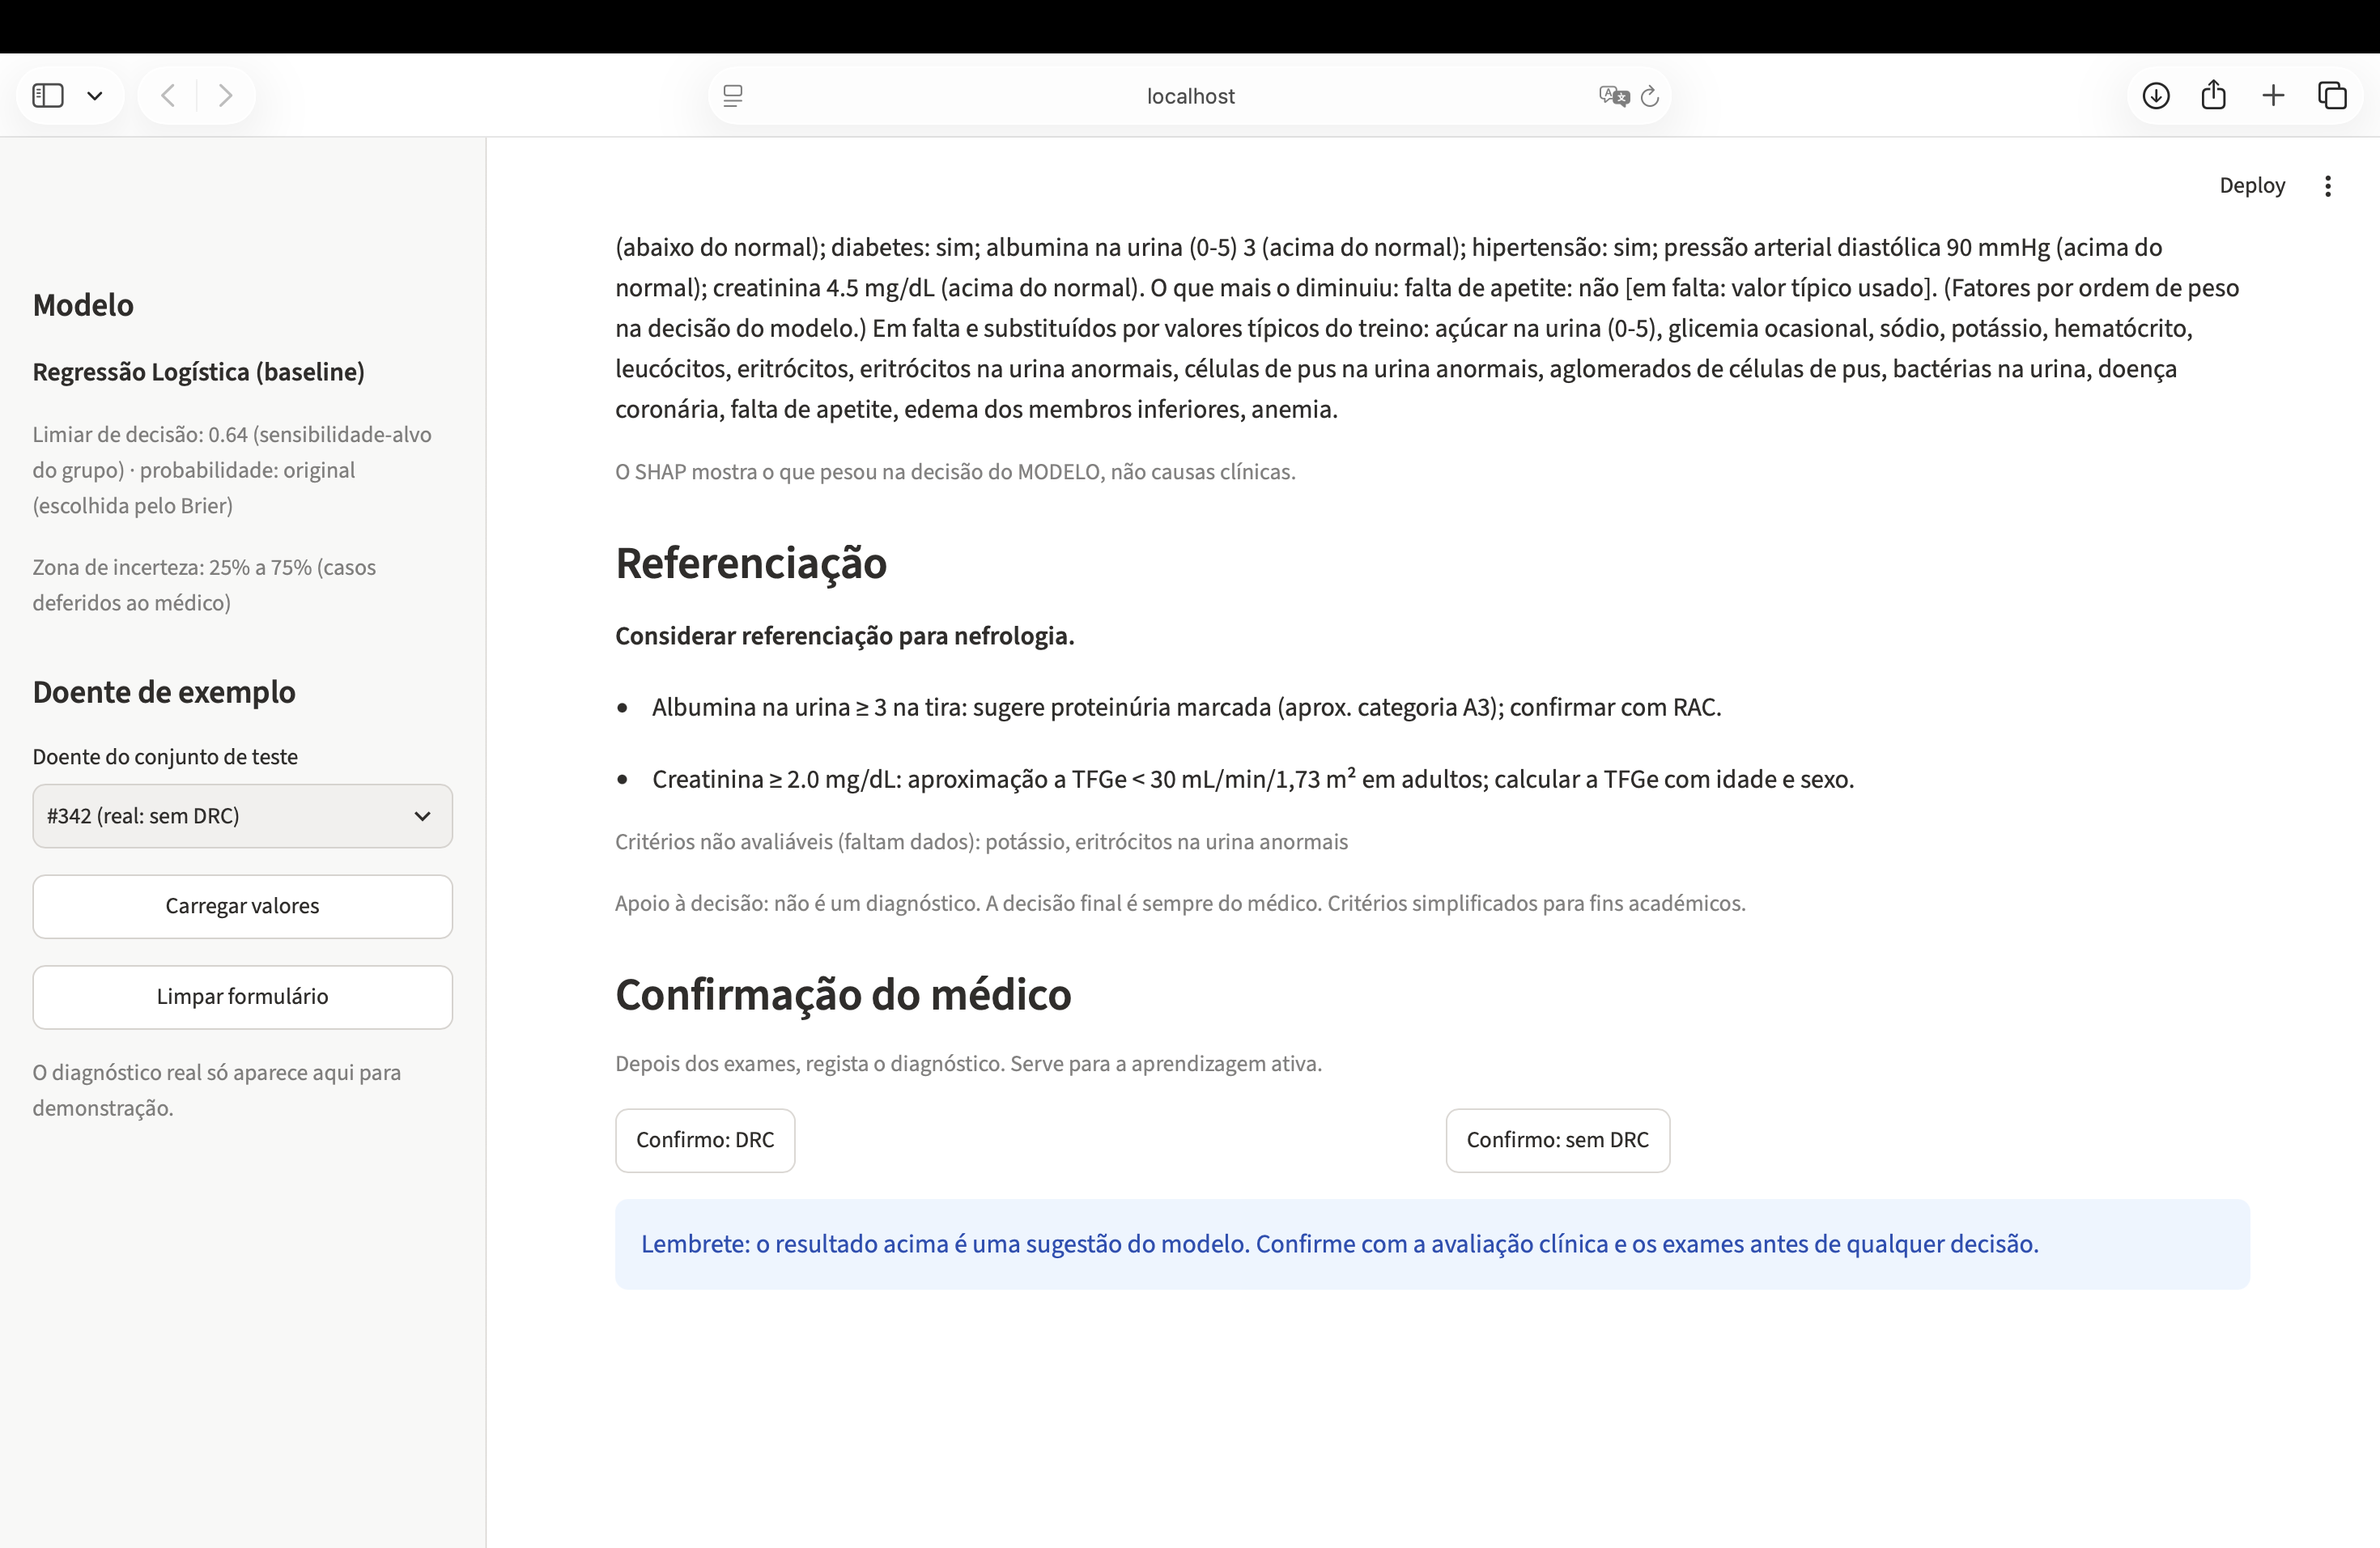 localhost
Deploy
Modelo
Regressão Logística (baseline)
Limiar de decisão: 0.64 (sensibilidade-alvo
do grupo) · probabilidade: original
(escolhida pelo Brier)
Zona de incerteza: 25% a 75% (casos
deferidos ao médico)
Doente de exemplo
Doente do conjunto de teste
#342 (real: sem DRC)
Carregar valores
Limpar formulário
O diagnóstico real só aparece aqui para
demonstração.
(abaixo do normal); diabetes: sim; albumina na urina (0-5) 3 (acima do normal); hipertensão: sim; pressão arterial diastólica 90 mmHg (acima do
normal); creatinina 4.5 mg/dL (acima do normal). O que mais o diminuiu: falta de apetite: não [em falta: valor típico usado]. (Fatores por ordem de peso
na decisão do modelo.) Em falta e substituídos por valores típicos do treino: açúcar na urina (0-5), glicemia ocasional, sódio, potássio, hematócrito,
leucócitos, eritrócitos, eritrócitos na urina anormais, células de pus na urina anormais, aglomerados de células de pus, bactérias na urina, doença
coronária, falta de apetite, edema dos membros inferiores, anemia.
O SHAP mostra o que pesou na decisão do MODELO, não causas clínicas.
Referenciação
Considerar referenciação para nefrologia.
• Albumina na urina ≥ 3 na tira: sugere proteinúria marcada (aprox. categoria A3); confirmar com RAC.
• Creatinina ≥ 2.0 mg/dL: aproximação a TFGe < 30 mL/min/1,73 m² em adultos; calcular a TFGe com idade e sexo.
Critérios não avaliáveis (faltam dados): potássio, eritrócitos na urina anormais
Apoio à decisão: não é um diagnóstico. A decisão final é sempre do médico. Critérios simplificados para fins académicos.
Confirmação do médico
Depois dos exames, regista o diagnóstico. Serve para a aprendizagem ativa.
Confirmo: DRC
Confirmo: sem DRC
Lembrete: o resultado acima é uma sugestão do modelo. Confirme com a avaliação clínica e os exames antes de qualquer decisão.